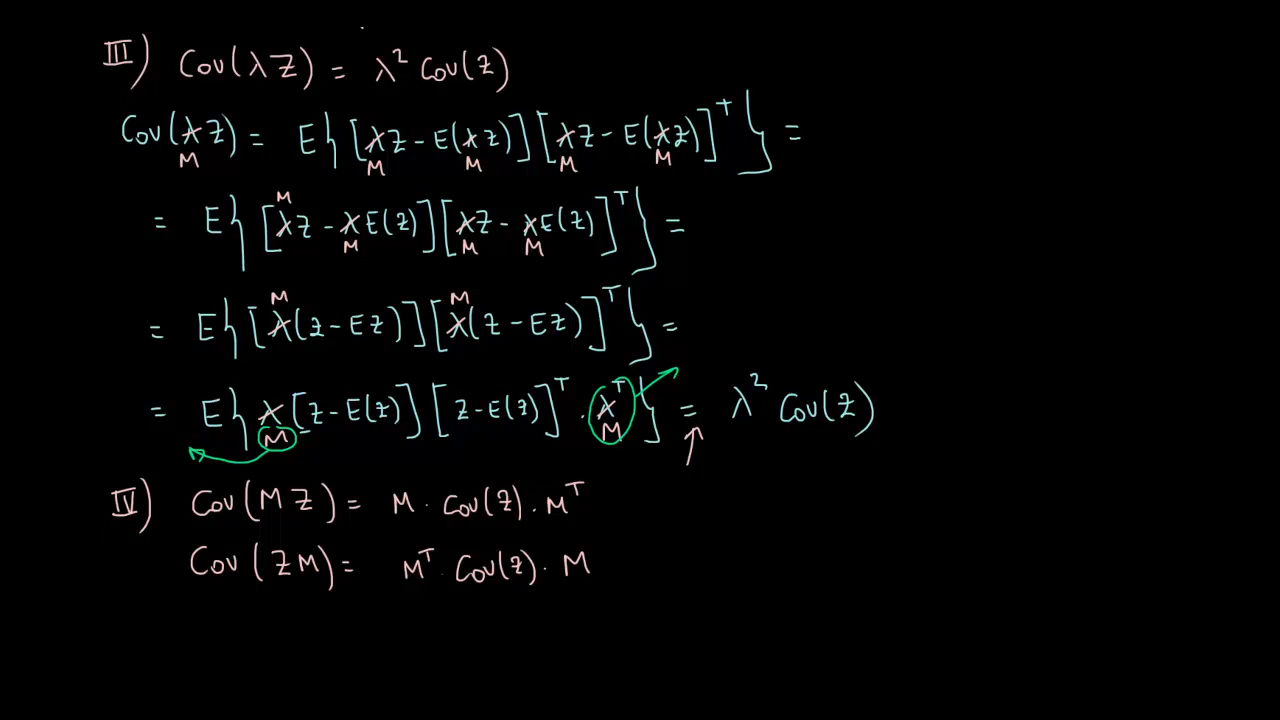 III) Cov(λZ) = λ² Cov(Z)
Cov(λZ) = E{[λZ - E(λZ)][λZ - E(λZ)]ᵀ} =
M M M M M
M
= E{[λZ - λE(Z)][λZ - λE(Z)]ᵀ} =
M M M
M M
= E{[λ(Z - EZ)][λ(Z - EZ)]ᵀ} =
= E{λ[Z - E(Z)][Z - E(Z)]ᵀ · λᵀ} = λ² Cov(Z)
M M
IV) Cov(MZ) = M · Cov(Z) · Mᵀ
Cov(ZM) = Mᵀ · Cov(Z) · M